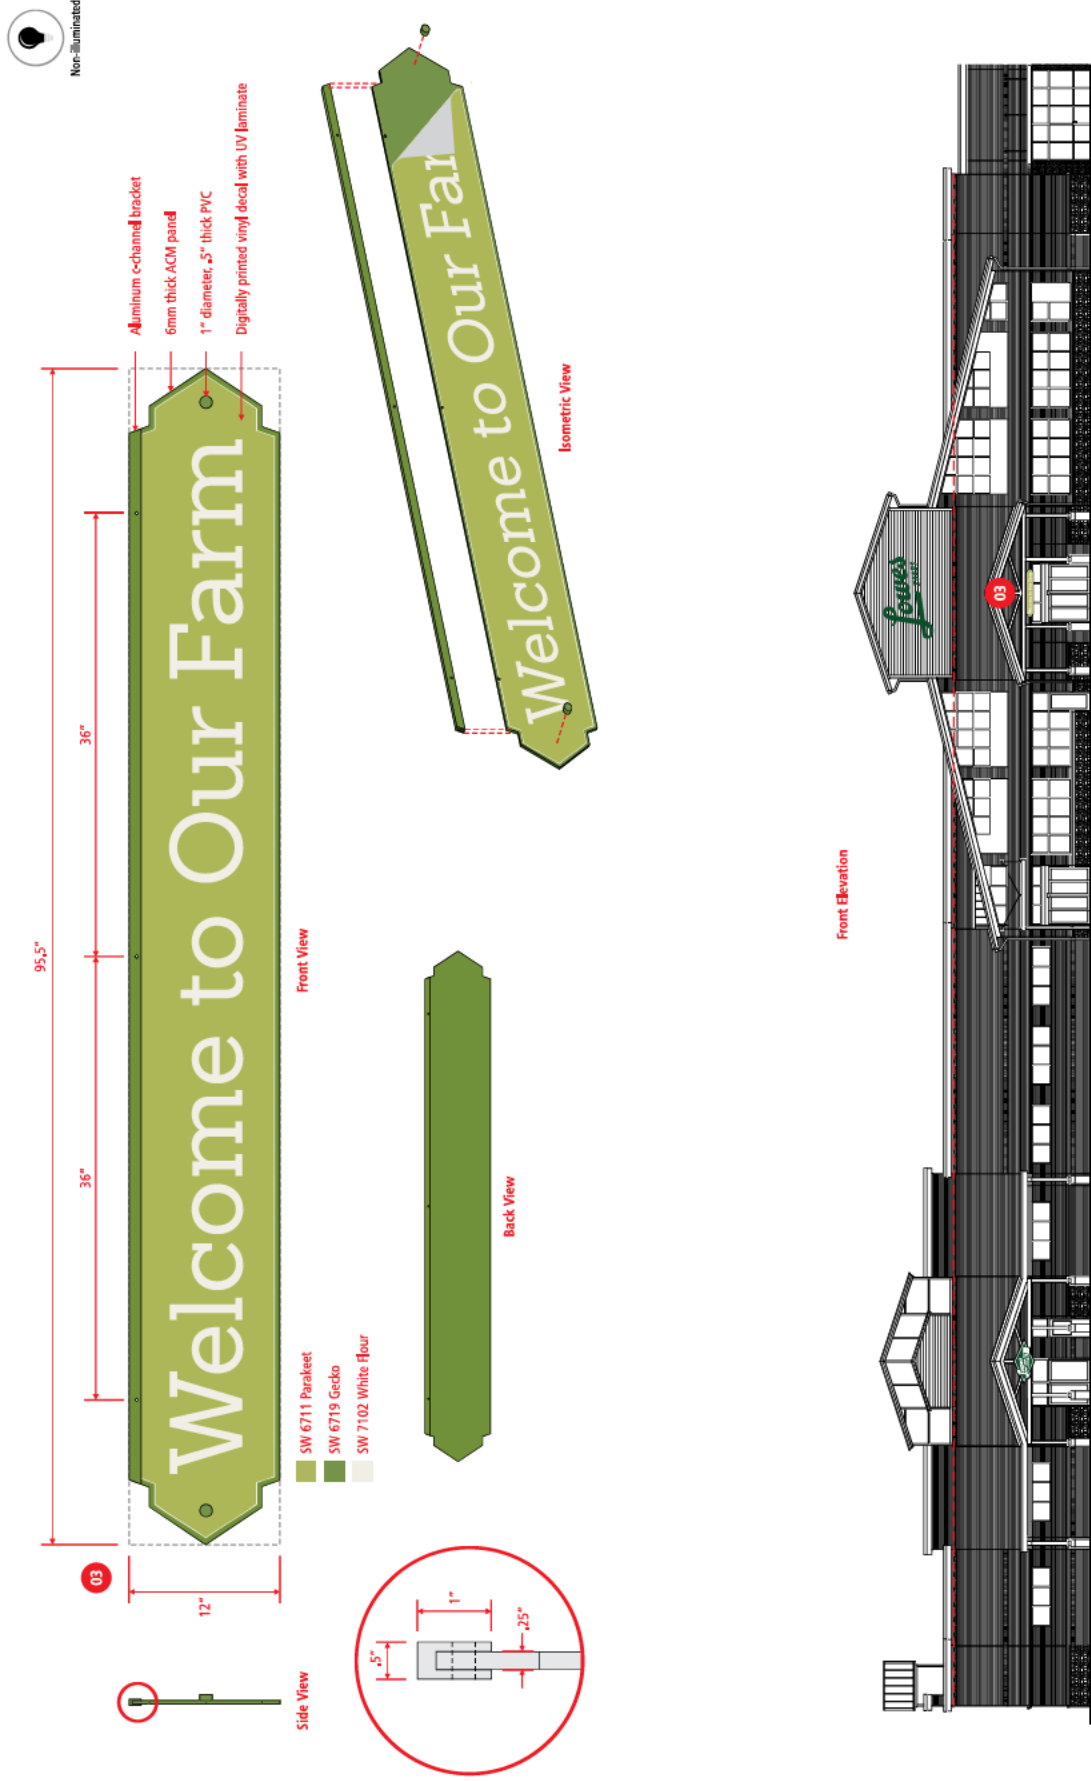 Non-illuminated
03
95.5"
36"
36"
12"
Aluminum c-channel bracket
6mm thick ACM panel
1" diameter, .5" thick PVC
Digitally printed vinyl decal with UV laminate
Welcome to Our Farm
Side View
Front View
SW 6711 Parakeet
SW 6719 Gecko
SW 7102 White Flour
.5"
1"
.25"
Back View
Welcome to Our Far
Isometric View
Front Elevation
Lowes
03